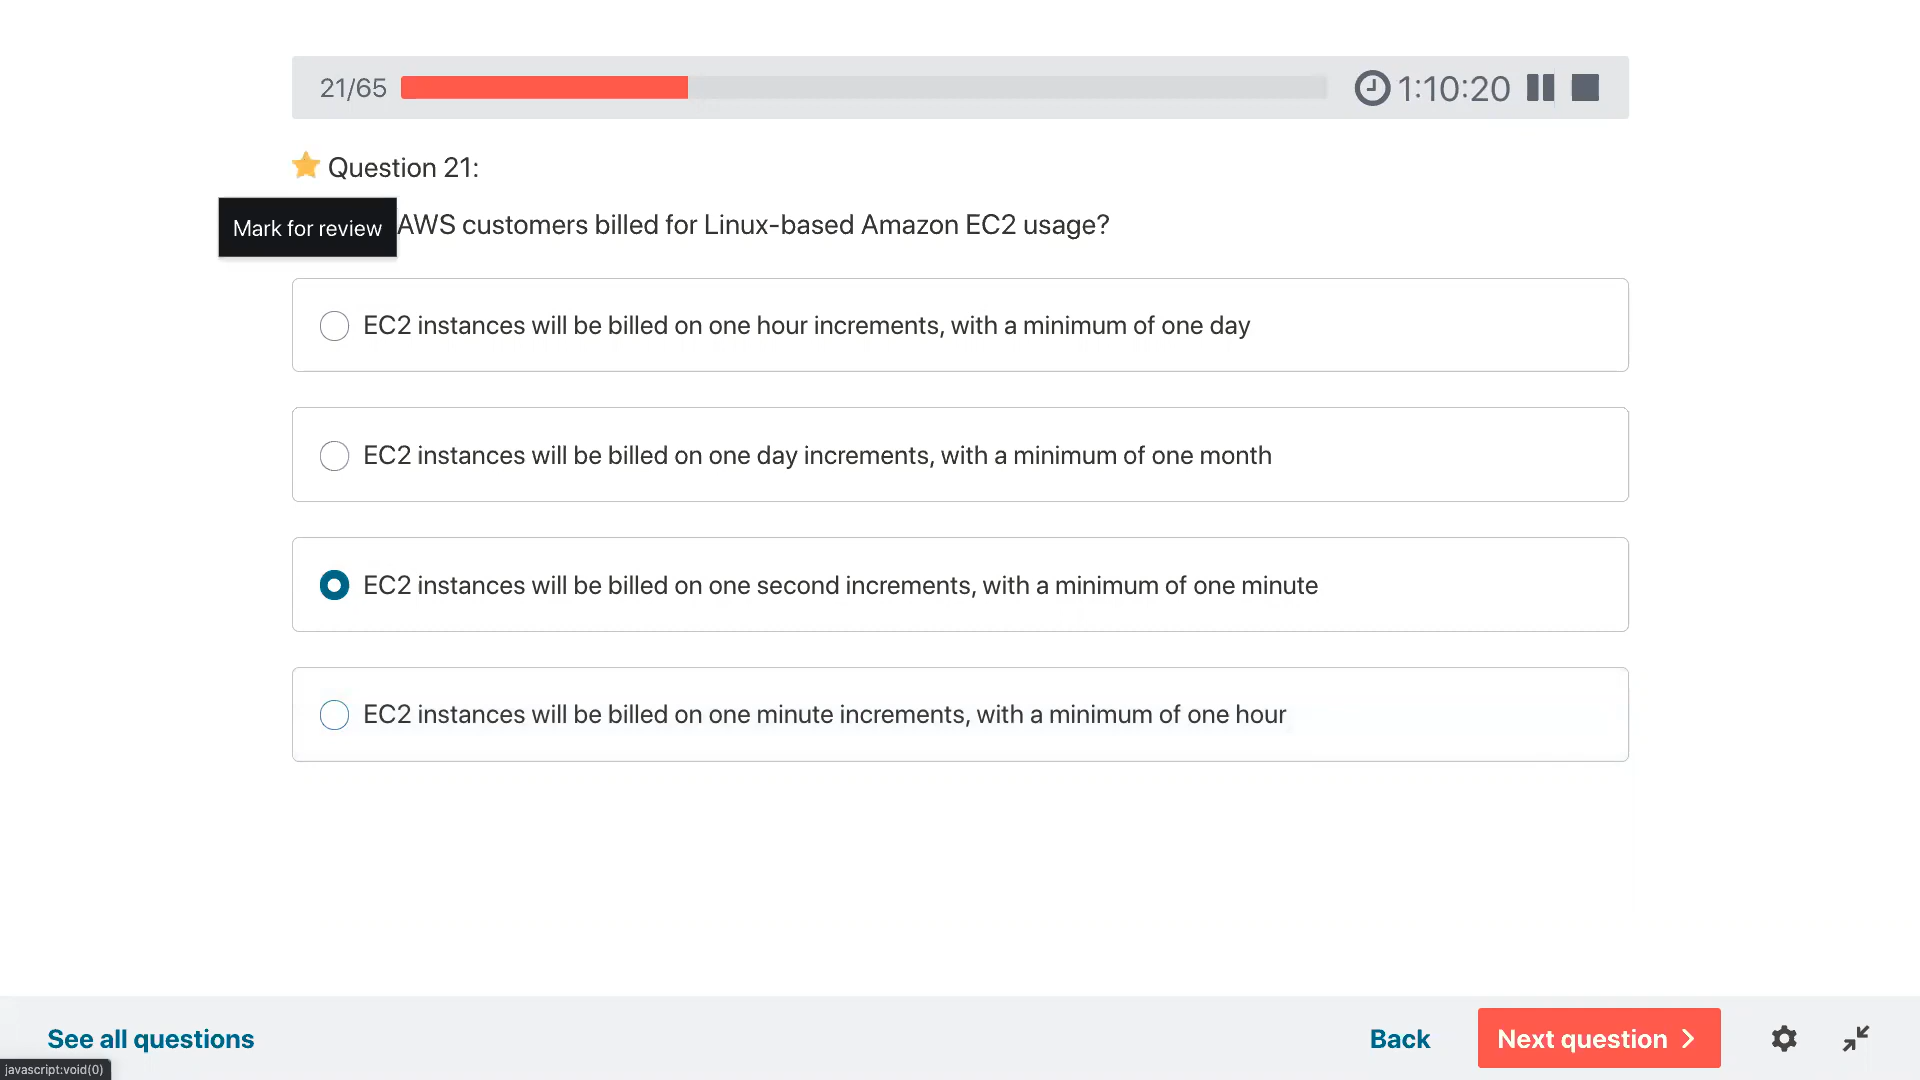 21/65
1:10:20
Question 21:
Mark for review
AWS customers billed for Linux-based Amazon EC2 usage?
EC2 instances will be billed on one hour increments, with a minimum of one day
EC2 instances will be billed on one day increments, with a minimum of one month
EC2 instances will be billed on one second increments, with a minimum of one minute
EC2 instances will be billed on one minute increments, with a minimum of one hour
See all questions
Back
Next question
javascript:void(0)